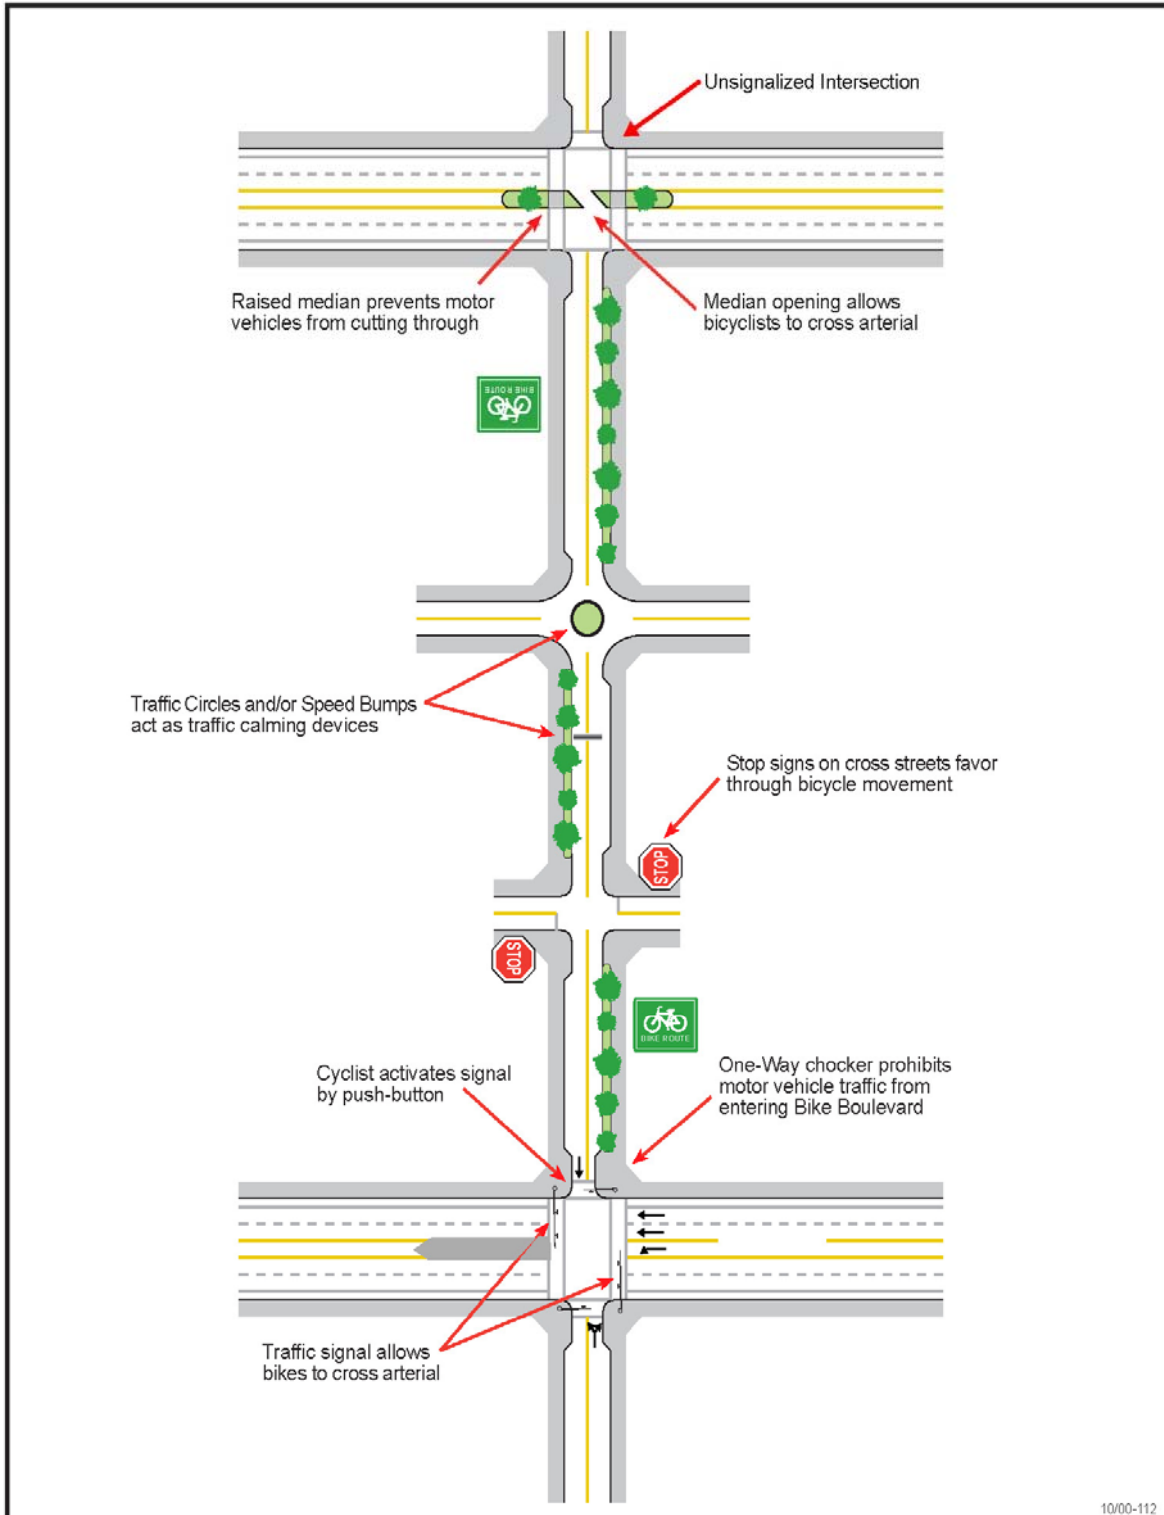 Unsignalized Intersection
Raised median prevents motor
vehicles from cutting through
Median opening allows
bicyclists to cross arterial
BIKE ROUTE
Traffic Circles and/or Speed Bumps
act as traffic calming devices
Stop signs on cross streets favor
through bicycle movement
STOP
STOP
BIKE ROUTE
Cyclist activates signal
by push-button
One-Way chocker prohibits
motor vehicle traffic from
entering Bike Boulevard
Traffic signal allows
bikes to cross arterial
10/00-112